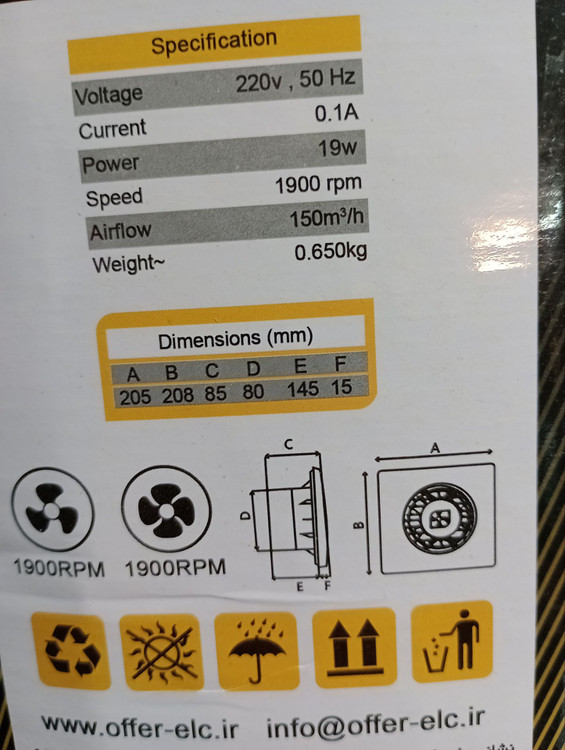 Specification
Voltage 220v , 50 Hz
Current 0.1A
Power 19w
Speed 1900 rpm
Airflow 150m³/h
Weight~ 0.650kg
Dimensions (mm)
A B C D E F
205 208 85 80 145 15
C
A
D
B
E F
1900RPM 1900RPM
www.offer-elc.ir info@offer-elc.ir